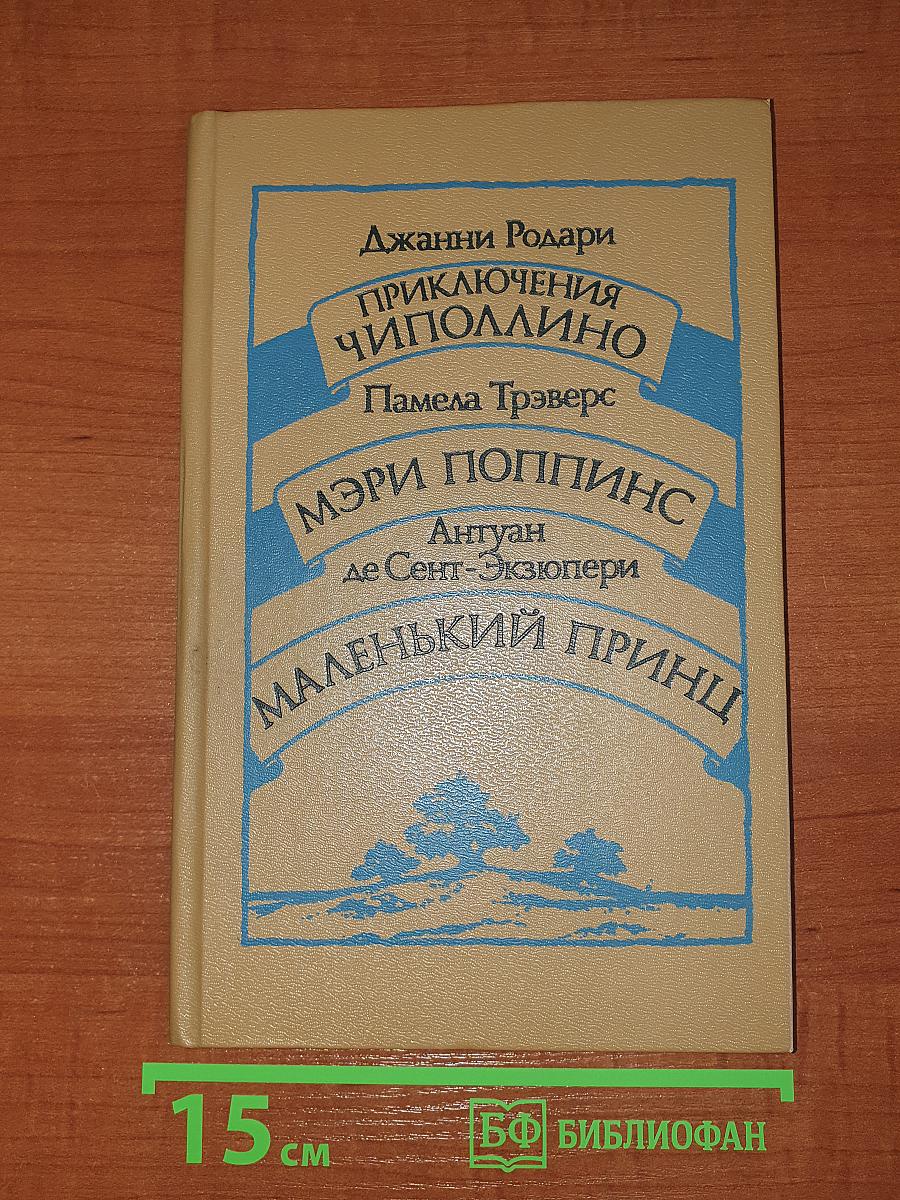 Джанни Родари
ПРИКЛЮЧЕНИЯ
ЧИПОЛЛИНО
Памела Трэверс
МЭРИ ПОППИНС
Антуан
де Сент-Экзюпери
МАЛЕНЬКИЙ ПРИНЦ
15 см
БФ БИБЛИОФАН